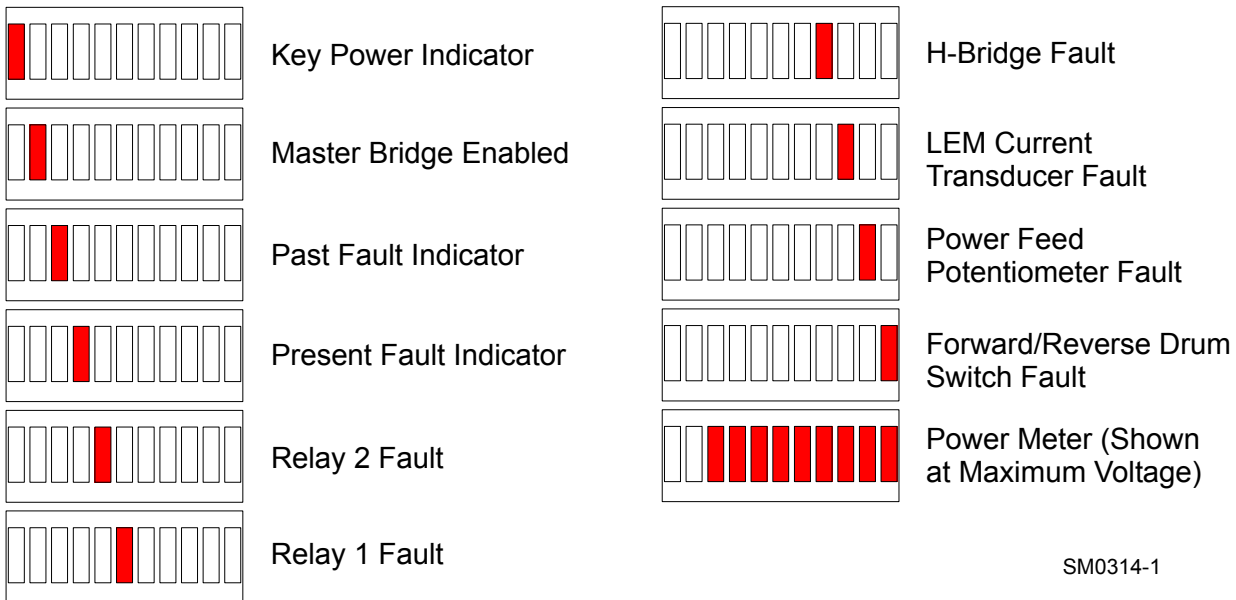 Key Power Indicator
Master Bridge Enabled
Past Fault Indicator
Present Fault Indicator
Relay 2 Fault
Relay 1 Fault
H-Bridge Fault
LEM Current
Transducer Fault
Power Feed
Potentiometer Fault
Forward/Reverse Drum
Switch Fault
Power Meter (Shown
at Maximum Voltage)
SM0314-1